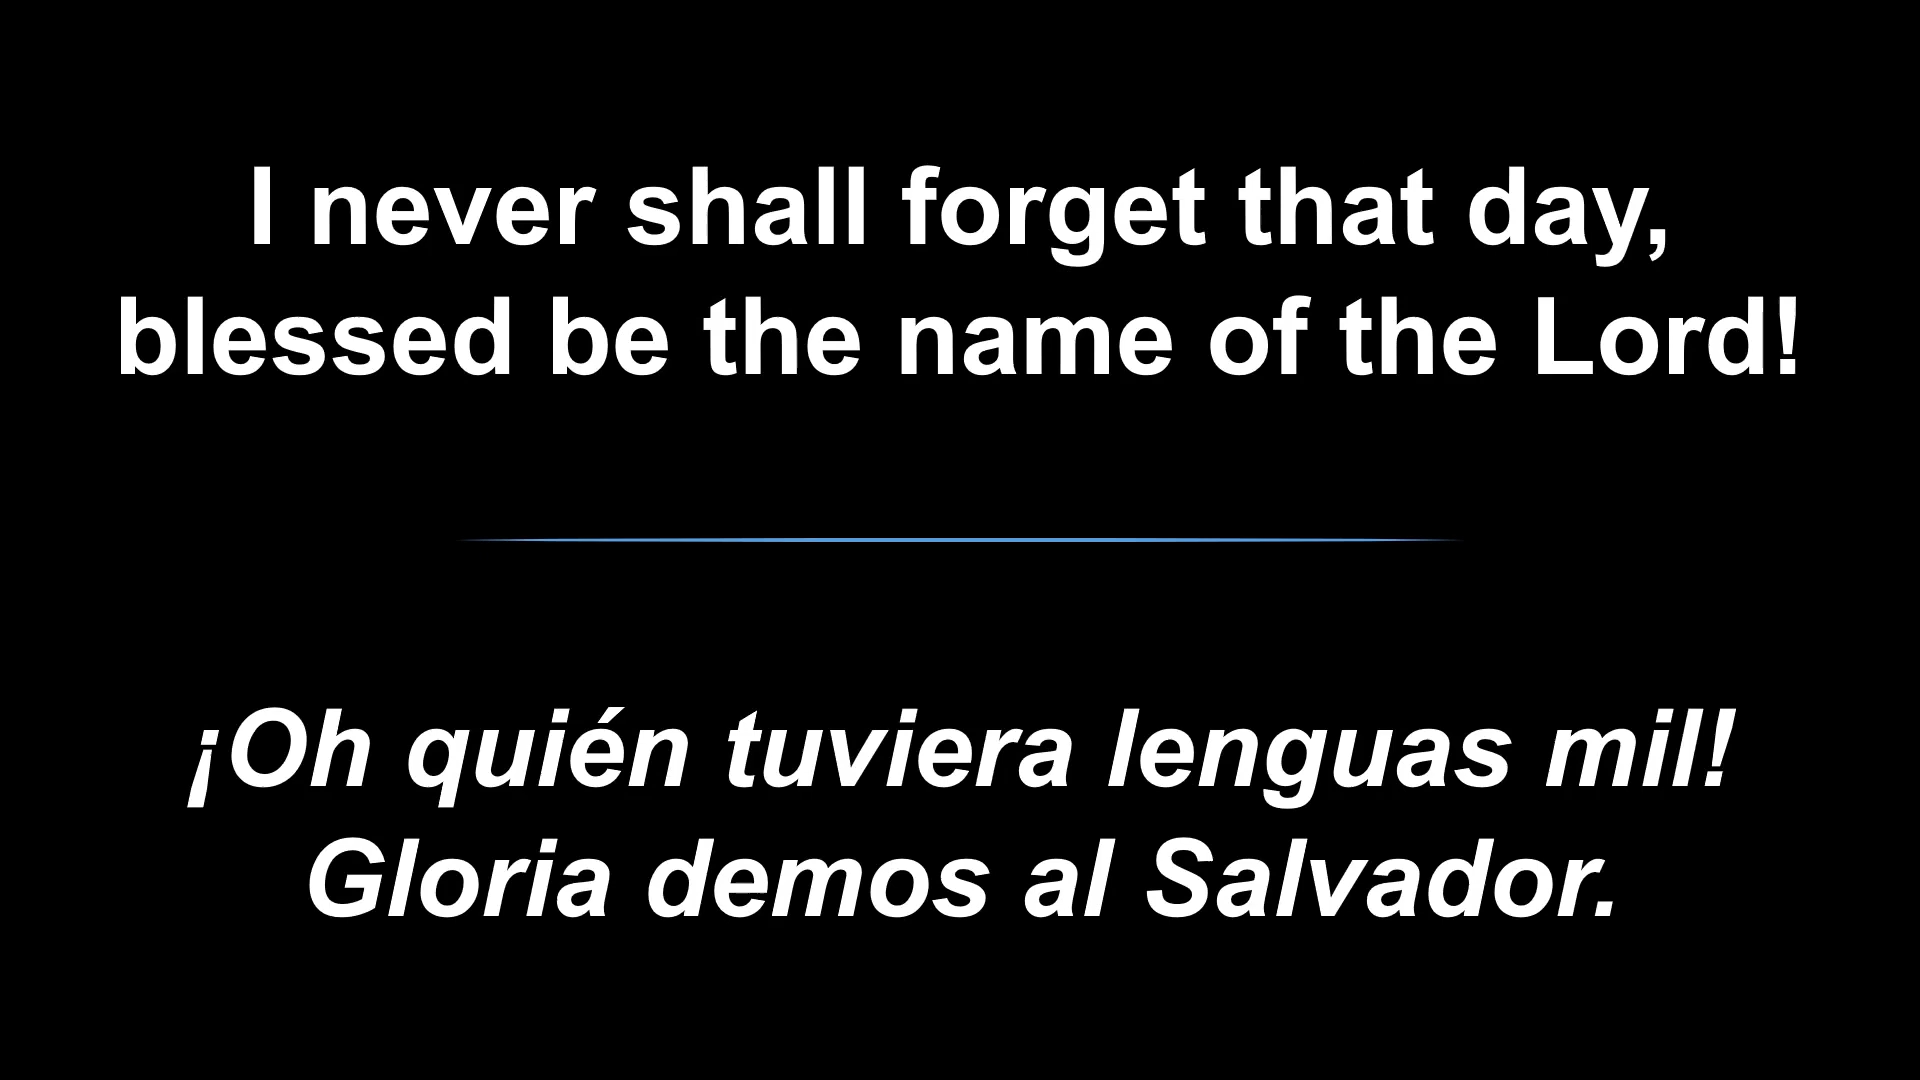 I never shall forget that day,
blessed be the name of the Lord!
¡Oh quién tuviera lenguas mil!
Gloria demos al Salvador.